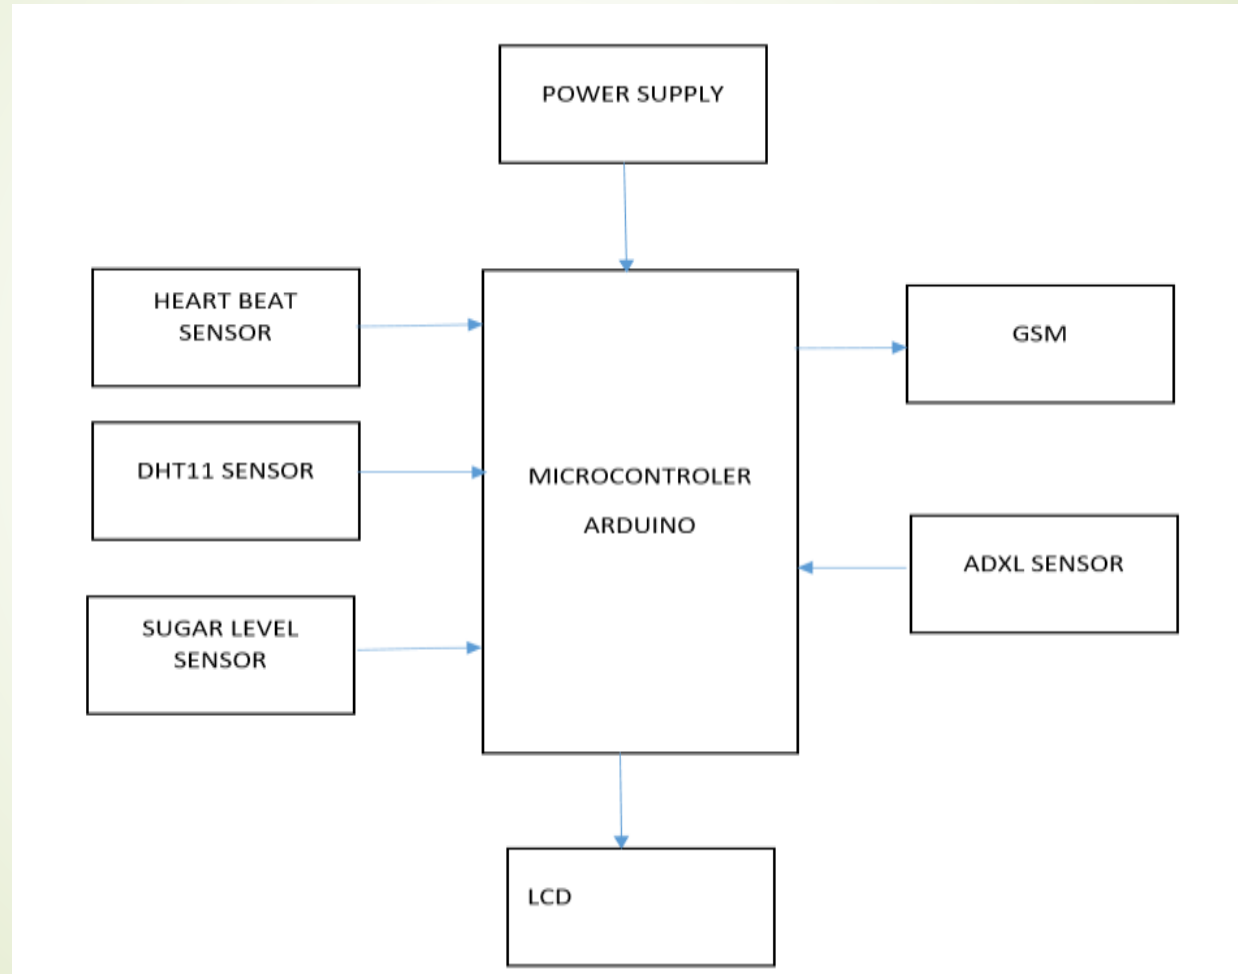 POWER SUPPLY
HEART BEAT
SENSOR
GSM
DHT11 SENSOR
MICROCONTROLER
ARDUINO
ADXL SENSOR
SUGAR LEVEL
SENSOR
LCD